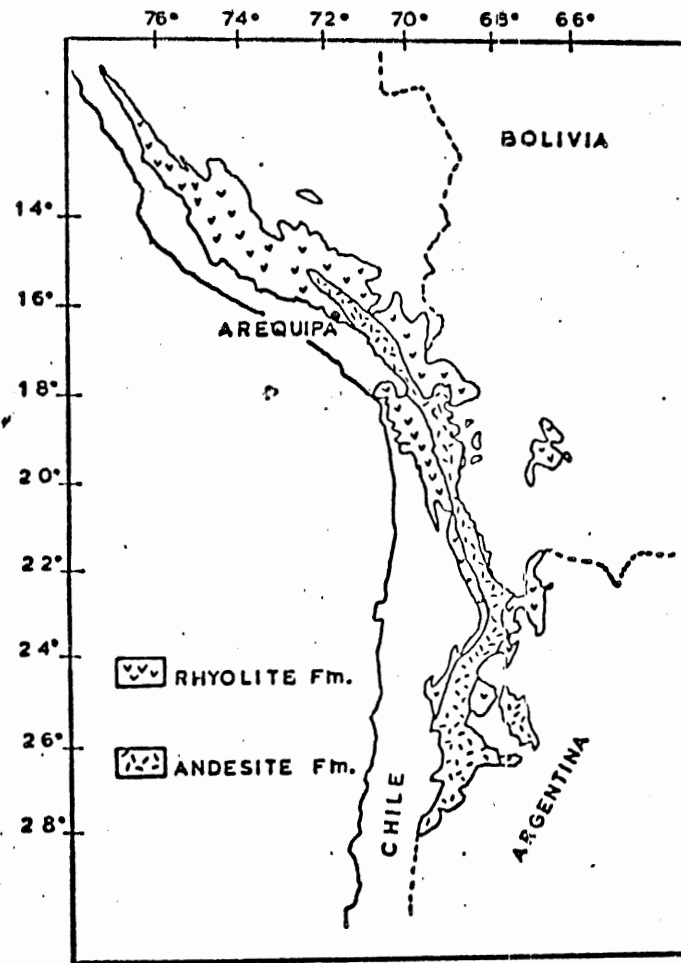 76° 74° 72° 70° 68° 66°
BOLIVIA
14°
16°
AREQUIPA
18°
20°
22°
24°
RHYOLITE Fm.
26°
ANDESITE Fm.
28°
CHILE
ARGENTINA